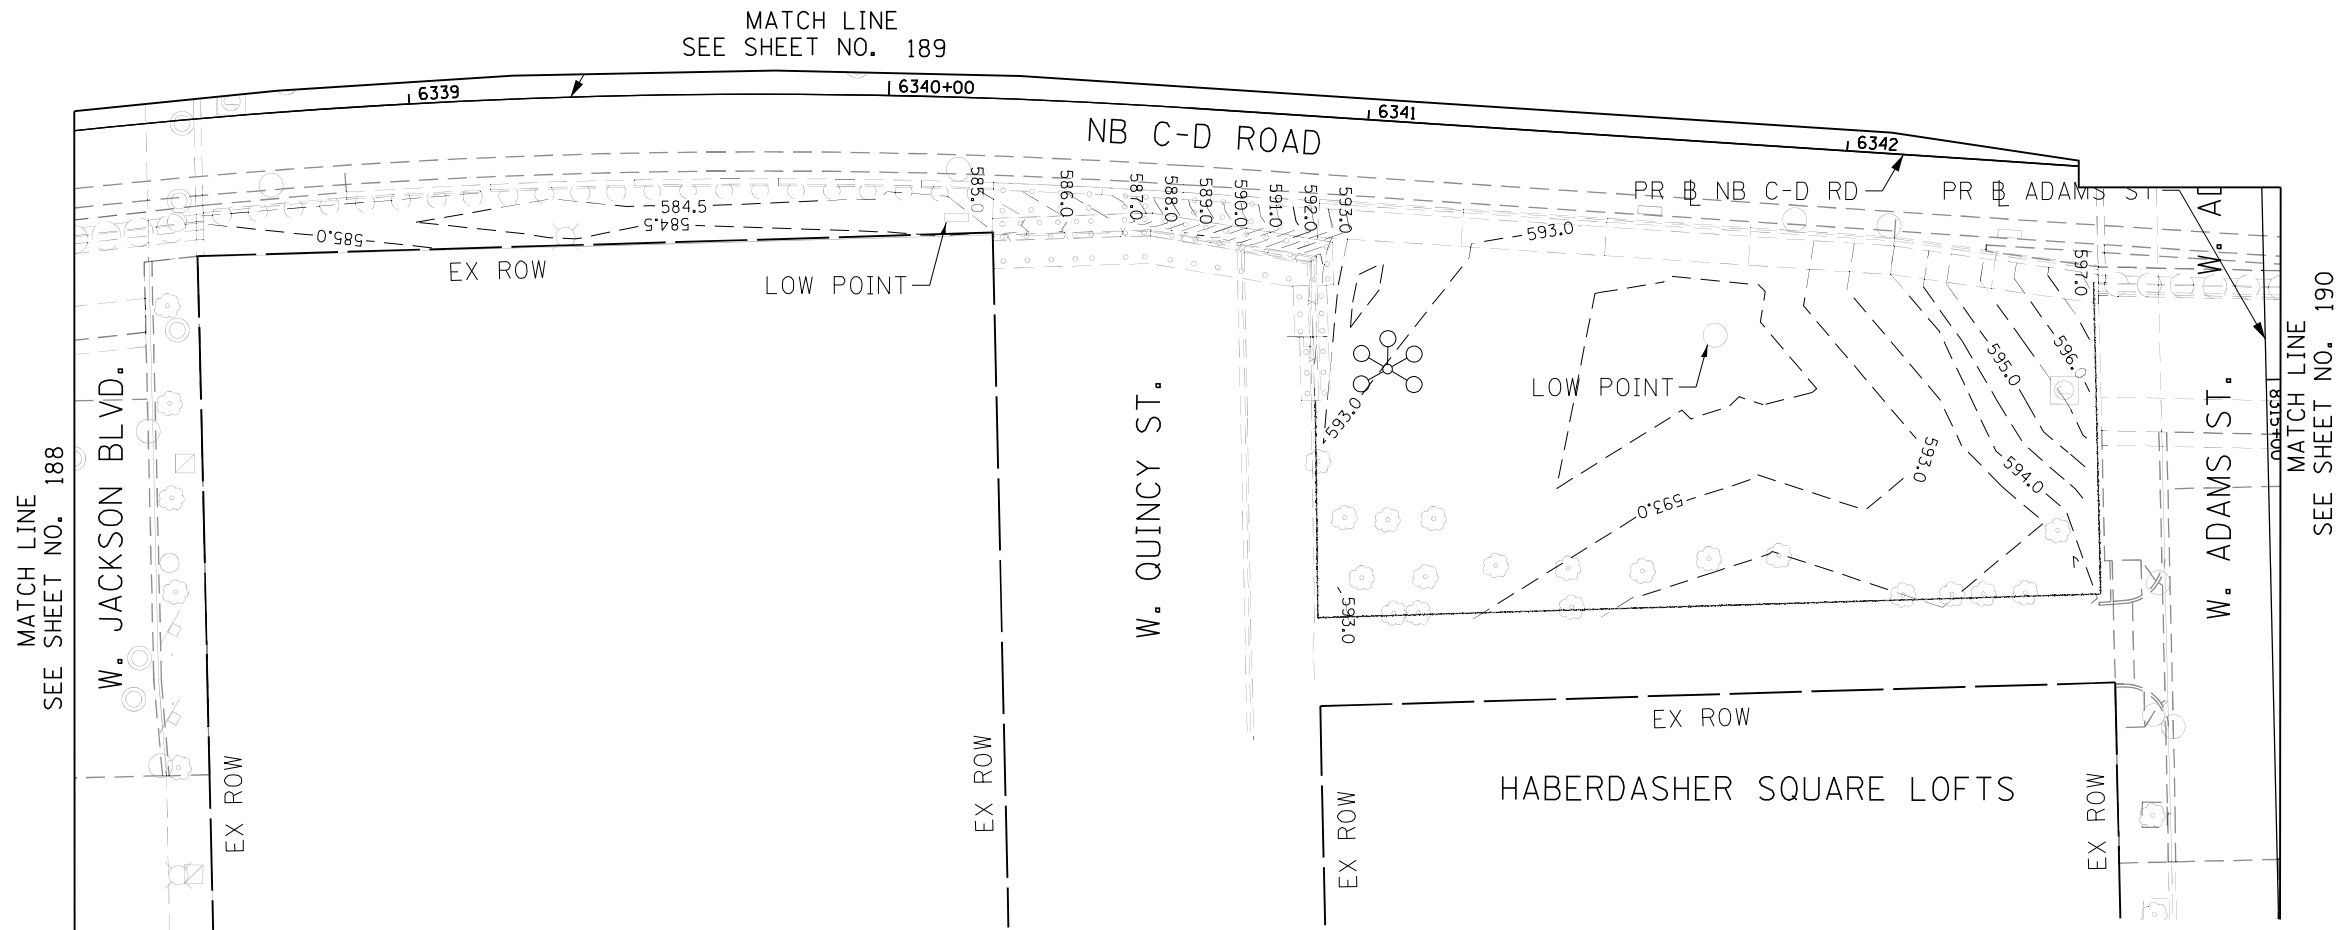 MATCH LINE
SEE SHEET NO. 189
6339
6340+00
6341
6342
NB C-D ROAD
PR B NB C-D RD
PR B ADAMS ST
585.0
586.0
587.0
588.0
589.0
590.0
591.0
592.0
593.0
584.5
584.5
585.0
593.0
597.0
EX ROW
LOW POINT
LOW POINT
593.0
595.0
596.0
593.0
594.0
593.0
593.0
W. JACKSON BLVD.
W. QUINCY ST.
W. ADAMS ST.
W. AD
8315+00
MATCH LINE
SEE SHEET NO. 188
MATCH LINE
SEE SHEET NO. 190
EX ROW
HABERDASHER SQUARE LOFTS
EX ROW
EX ROW
EX ROW
EX ROW